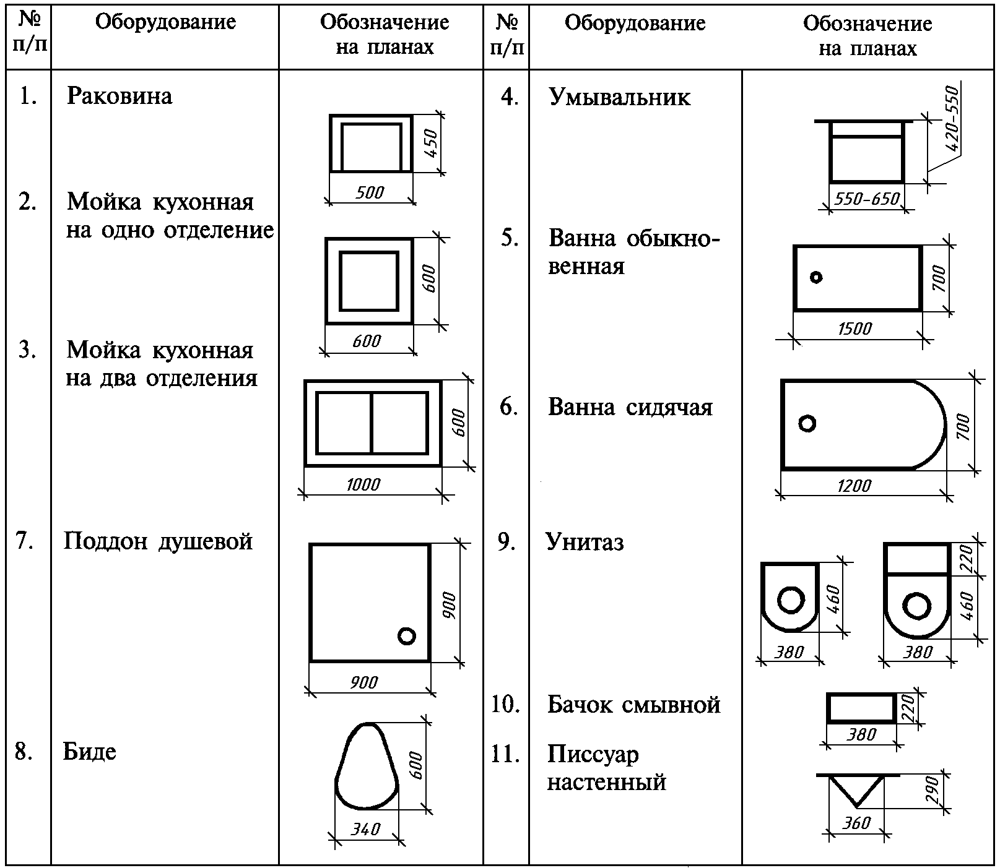 № п/п
Оборудование
Обозначение
на планах
№ п/п
Оборудование
Обозначение
на планах
1. Раковина
450
500
2. Мойка кухонная
на одно отделение
600
600
3. Мойка кухонная
на два отделения
600
1000
7. Поддон душевой
900
900
8. Биде
600
340
4. Умывальник
420-550
550-650
5. Ванна обыкно-
венная
700
1500
6. Ванна сидячая
700
1200
9. Унитаз
460
380
220
460
380
10. Бачок смывной
220
380
11. Писсуар
настенный
290
360